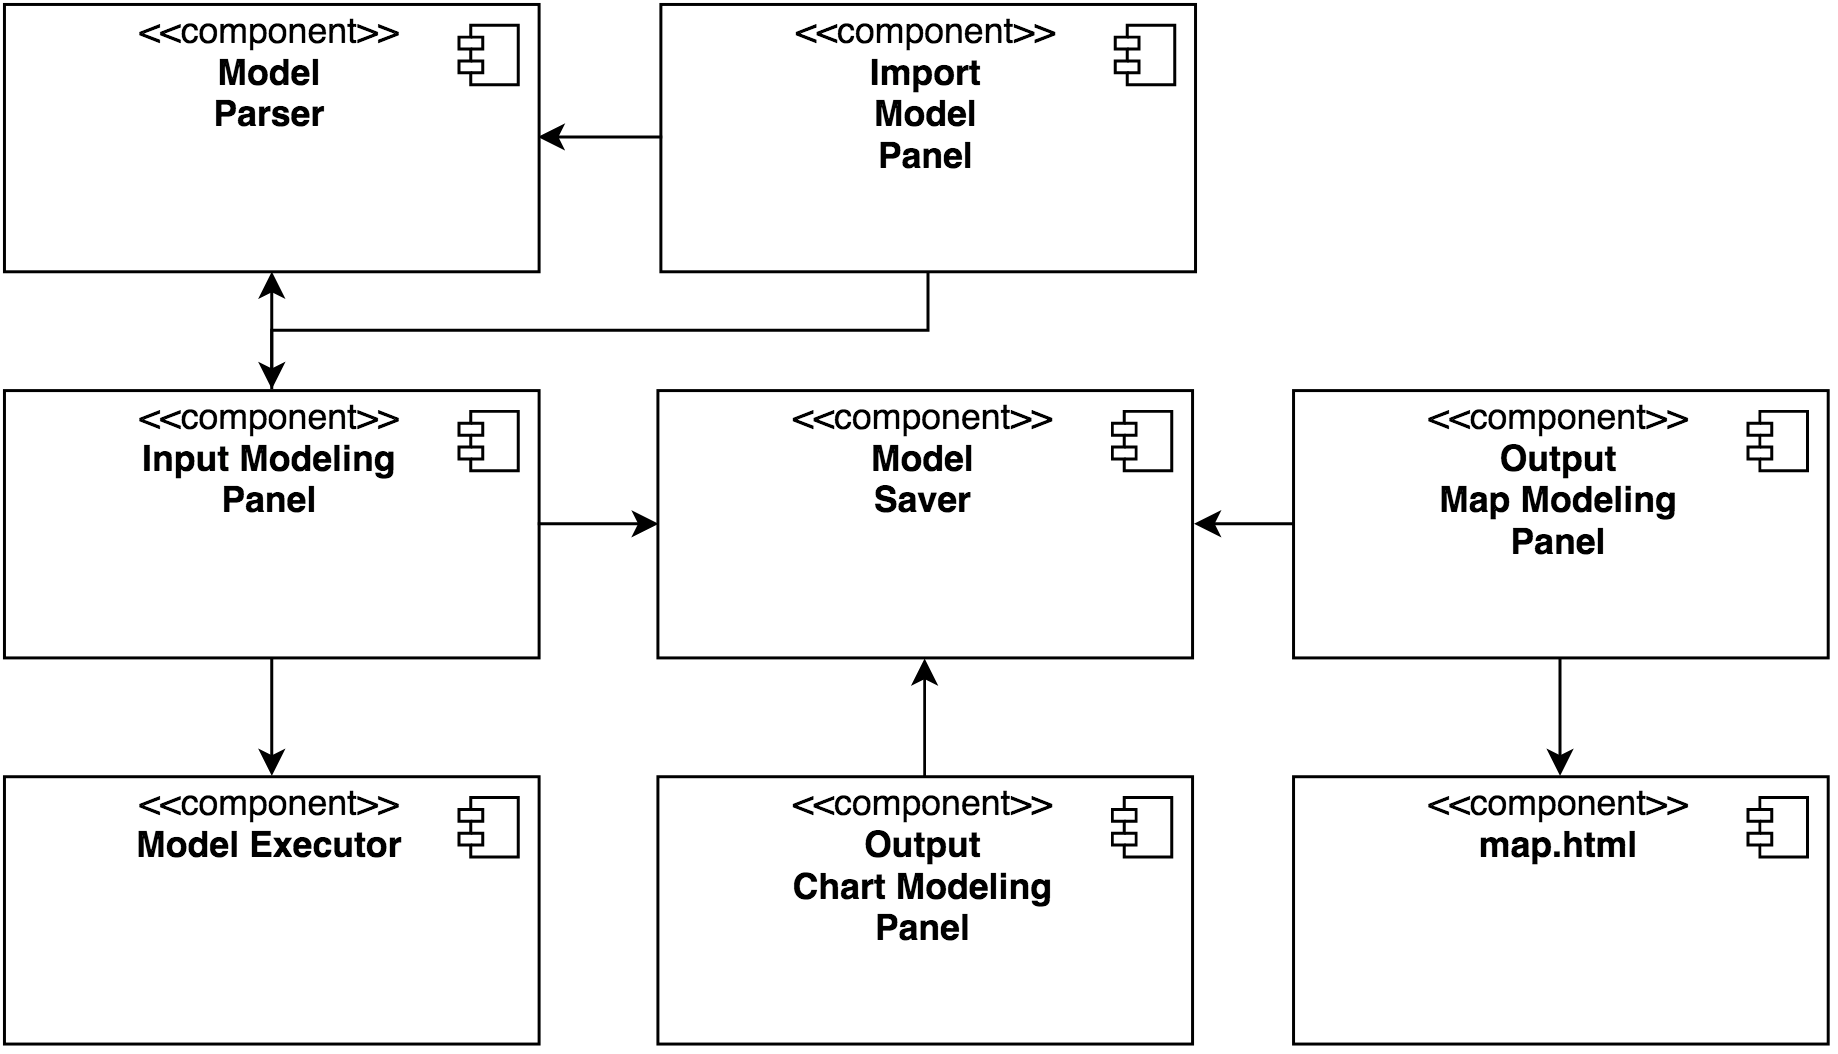 <<component>>
Model
Parser
<<component>>
Import
Model
Panel
<<component>>
Input Modeling
Panel
<<component>>
Model
Saver
<<component>>
Output
Map Modeling
Panel
<<component>>
Model Executor
<<component>>
Output
Chart Modeling
Panel
<<component>>
map.html